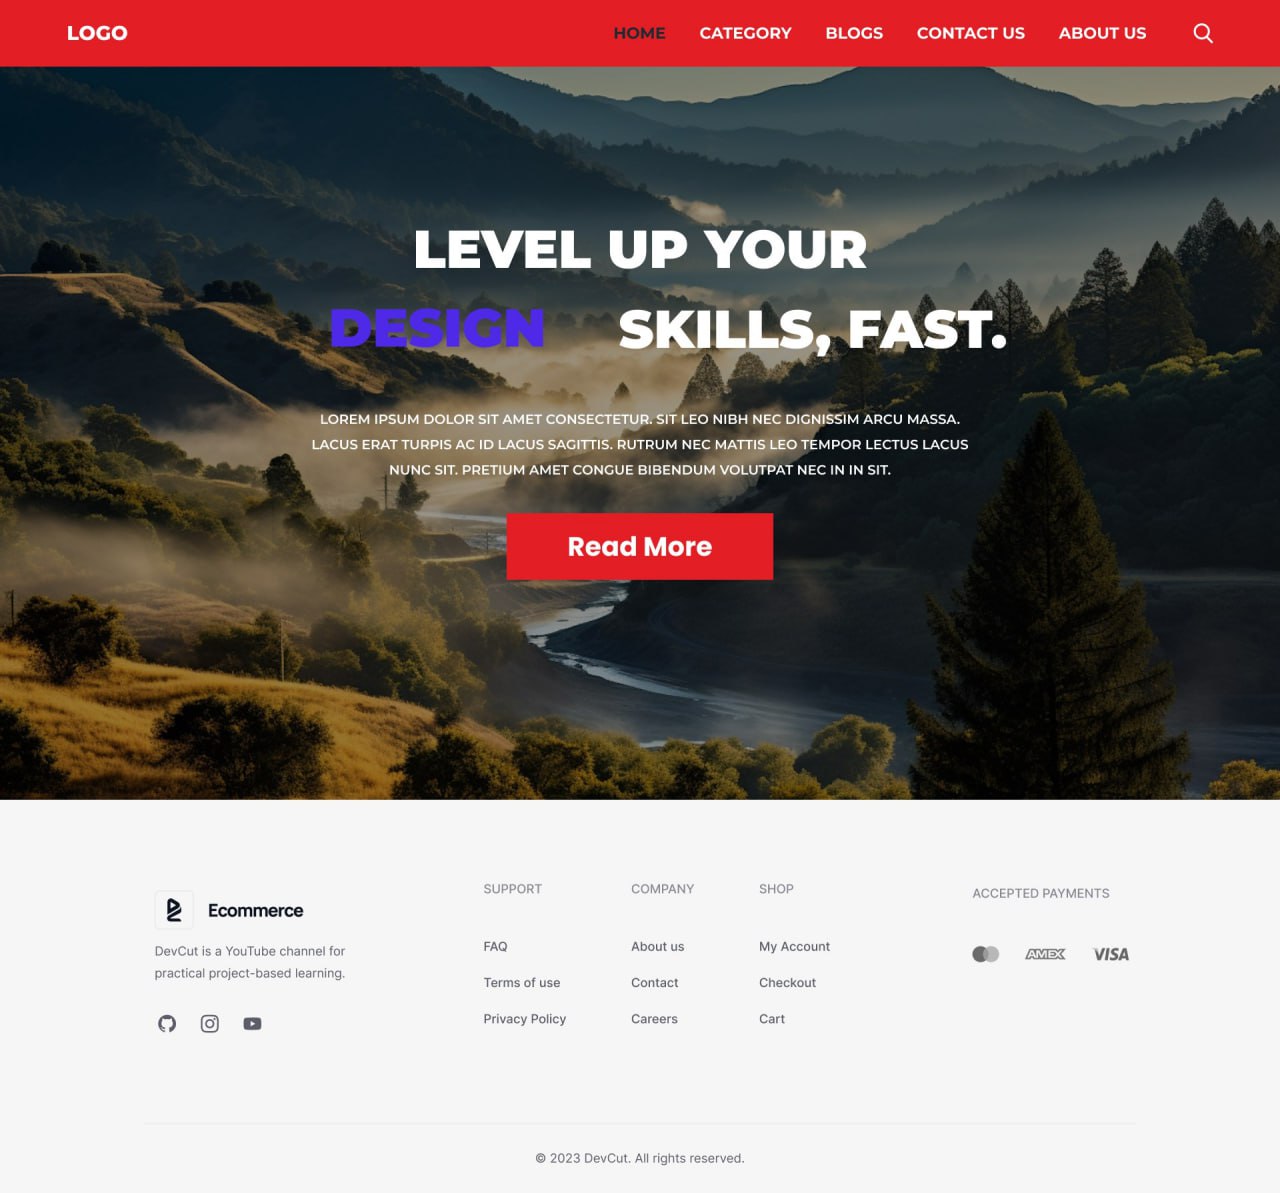 LOGO
HOME CATEGORY BLOGS CONTACT US ABOUT US
LEVEL UP YOUR
DESIGN SKILLS, FAST.
LOREM IPSUM DOLOR SIT AMET CONSECTETUR. SIT LEO NIBH NEC DIGNISSIM ARCU MASSA.
LACUS ERAT TURPIS AC ID LACUS SAGITTIS. RUTRUM NEC MATTIS LEO TEMPOR LECTUS LACUS
NUNC SIT. PRETIUM AMET CONGUE BIBENDUM VOLUTPAT NEC IN IN SIT.
Read More
Ecommerce
DevCut is a YouTube channel for
practical project-based learning.
SUPPORT
FAQ
Terms of use
Privacy Policy
COMPANY
About us
Contact
Careers
SHOP
My Account
Checkout
Cart
ACCEPTED PAYMENTS
AMEX
VISA
© 2023 DevCut. All rights reserved.